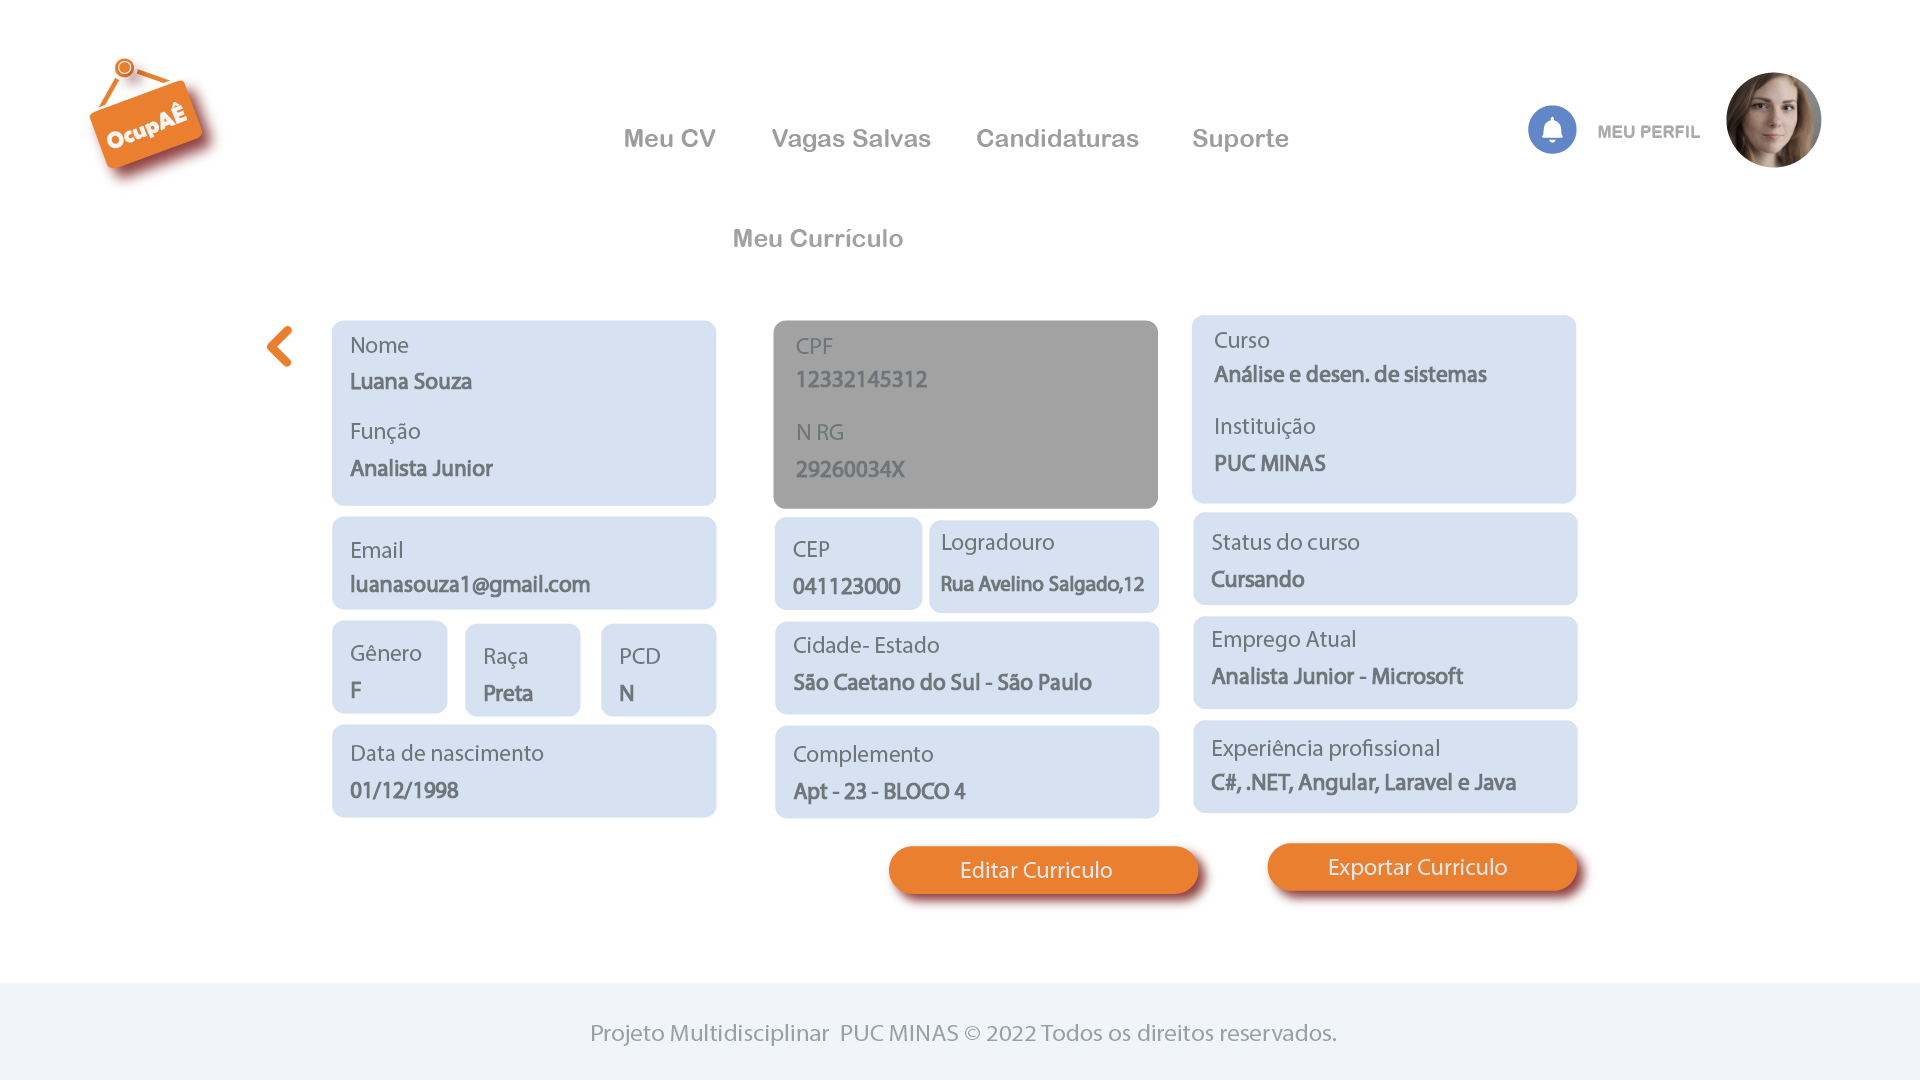 OcupAÊ
Meu CV
Vagas Salvas
Candidaturas
Suporte
MEU PERFIL
Meu Currículo
Nome
Luana Souza
Função
Analista Junior
CPF
12332145312
N RG
29260034X
Curso
Análise e desen. de sistemas
Instituição
PUC MINAS
Email
luanasouza1@gmail.com
CEP
041123000
Logradouro
Rua Avelino Salgado,12
Status do curso
Cursando
Gênero
F
Raça
Preta
PCD
N
Cidade- Estado
São Caetano do Sul - São Paulo
Emprego Atual
Analista Junior - Microsoft
Data de nascimento
01/12/1998
Complemento
Apt - 23 - BLOCO 4
Experiência profissional
C#, .NET, Angular, Laravel e Java
Editar Curriculo
Exportar Curriculo
Projeto Multidisciplinar  PUC MINAS © 2022 Todos os direitos reservados.